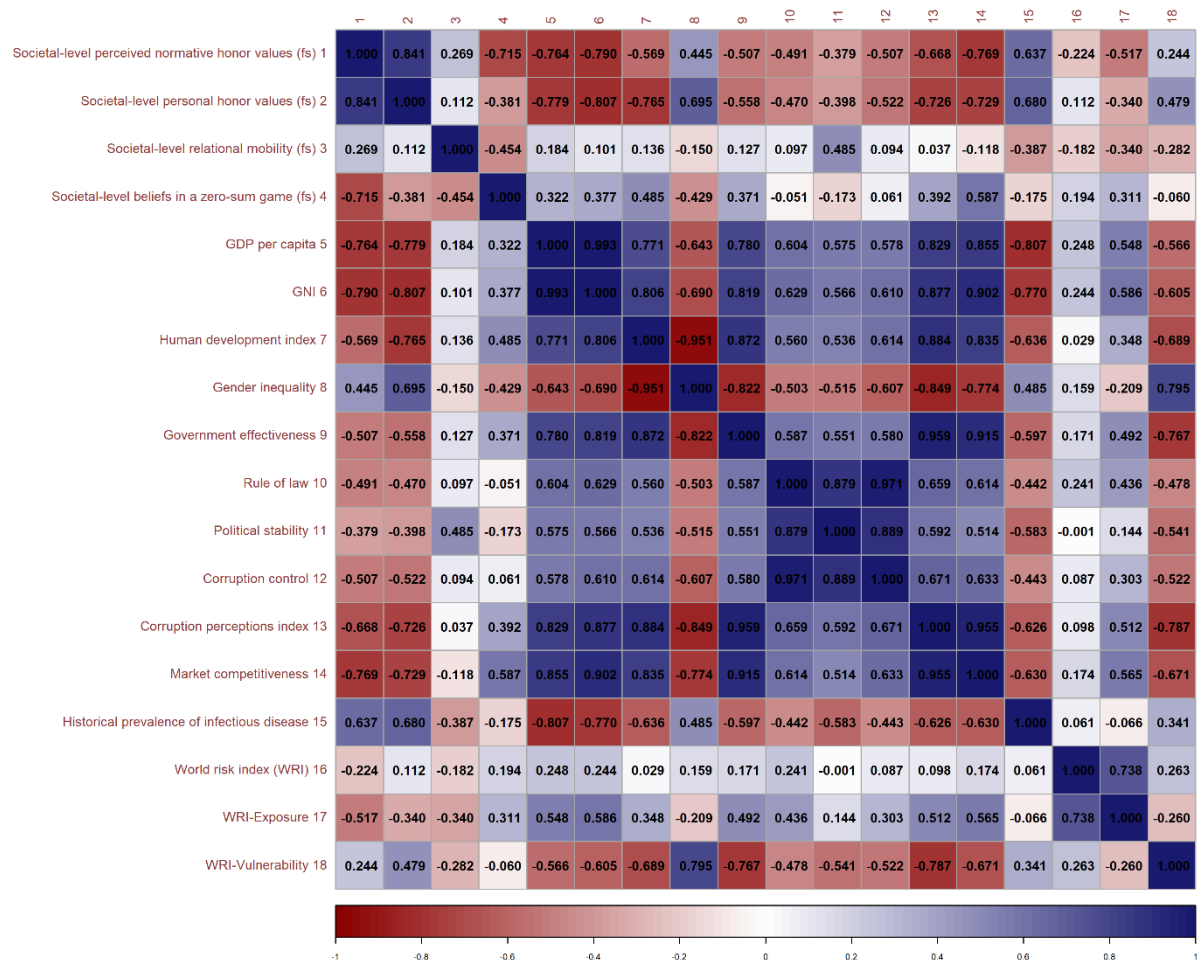 1 2 3 4 5 6 7 8 9 10 11 12 13 14 15 16 17 18
Societal-level perceived normative honor values (fs) 1 1.000 0.841 0.269 -0.715 -0.764 -0.790 -0.569 0.445 -0.507 -0.491 -0.379 -0.507 -0.668 -0.769 0.637 -0.224 -0.517 0.244
Societal-level personal honor values (fs) 2 0.841 1.000 0.112 -0.381 -0.779 -0.807 -0.765 0.695 -0.558 -0.470 -0.398 -0.522 -0.726 -0.729 0.680 0.112 -0.340 0.479
Societal-level relational mobility (fs) 3 0.269 0.112 1.000 -0.454 0.184 0.101 0.136 -0.150 0.127 0.097 0.485 0.094 0.037 -0.118 -0.387 -0.182 -0.340 -0.282
Societal-level beliefs in a zero-sum game (fs) 4 -0.715 -0.381 -0.454 1.000 0.322 0.377 0.485 -0.429 0.371 -0.051 -0.173 0.061 0.392 0.587 -0.175 0.194 0.311 -0.060
GDP per capita 5 -0.764 -0.779 0.184 0.322 1.000 0.993 0.771 -0.643 0.780 0.604 0.575 0.578 0.829 0.855 -0.807 0.248 0.548 -0.566
GNI 6 -0.790 -0.807 0.101 0.377 0.993 1.000 0.806 -0.690 0.819 0.629 0.566 0.610 0.877 0.902 -0.770 0.244 0.586 -0.605
Human development index 7 -0.569 -0.765 0.136 0.485 0.771 0.806 1.000 -0.951 0.872 0.560 0.536 0.614 0.884 0.835 -0.636 0.029 0.348 -0.689
Gender inequality 8 0.445 0.695 -0.150 -0.429 -0.643 -0.690 -0.951 1.000 -0.822 -0.503 -0.515 -0.607 -0.849 -0.774 0.485 0.159 -0.209 0.795
Government effectiveness 9 -0.507 -0.558 0.127 0.371 0.780 0.819 0.872 -0.822 1.000 0.587 0.551 0.580 0.959 0.915 -0.597 0.171 0.492 -0.767
Rule of law 10 -0.491 -0.470 0.097 -0.051 0.604 0.629 0.560 -0.503 0.587 1.000 0.879 0.971 0.659 0.614 -0.442 0.241 0.436 -0.478
Political stability 11 -0.379 -0.398 0.485 -0.173 0.575 0.566 0.536 -0.515 0.551 0.879 1.000 0.889 0.592 0.514 -0.583 -0.001 0.144 -0.541
Corruption control 12 -0.507 -0.522 0.094 0.061 0.578 0.610 0.614 -0.607 0.580 0.971 0.889 1.000 0.671 0.633 -0.443 0.087 0.303 -0.522
Corruption perceptions index 13 -0.668 -0.726 0.037 0.392 0.829 0.877 0.884 -0.849 0.959 0.659 0.592 0.671 1.000 0.955 -0.626 0.098 0.512 -0.787
Market competitiveness 14 -0.769 -0.729 -0.118 0.587 0.855 0.902 0.835 -0.774 0.915 0.614 0.514 0.633 0.955 1.000 -0.630 0.174 0.565 -0.671
Historical prevalence of infectious disease 15 0.637 0.680 -0.387 -0.175 -0.807 -0.770 -0.636 0.485 -0.597 -0.442 -0.583 -0.443 -0.626 -0.630 1.000 0.061 -0.066 0.341
World risk index (WRI) 16 -0.224 0.112 -0.182 0.194 0.248 0.244 0.029 0.159 0.171 0.241 -0.001 0.087 0.098 0.174 0.061 1.000 0.738 0.263
WRI-Exposure 17 -0.517 -0.340 -0.340 0.311 0.548 0.586 0.348 -0.209 0.492 0.436 0.144 0.303 0.512 0.565 -0.066 0.738 1.000 -0.260
WRI-Vulnerability 18 0.244 0.479 -0.282 -0.060 -0.566 -0.605 -0.689 0.795 -0.767 -0.478 -0.541 -0.522 -0.787 -0.671 0.341 0.263 -0.260 1.000
-1 -0.8 -0.6 -0.4 -0.2 0 0.2 0.4 0.6 0.8 1